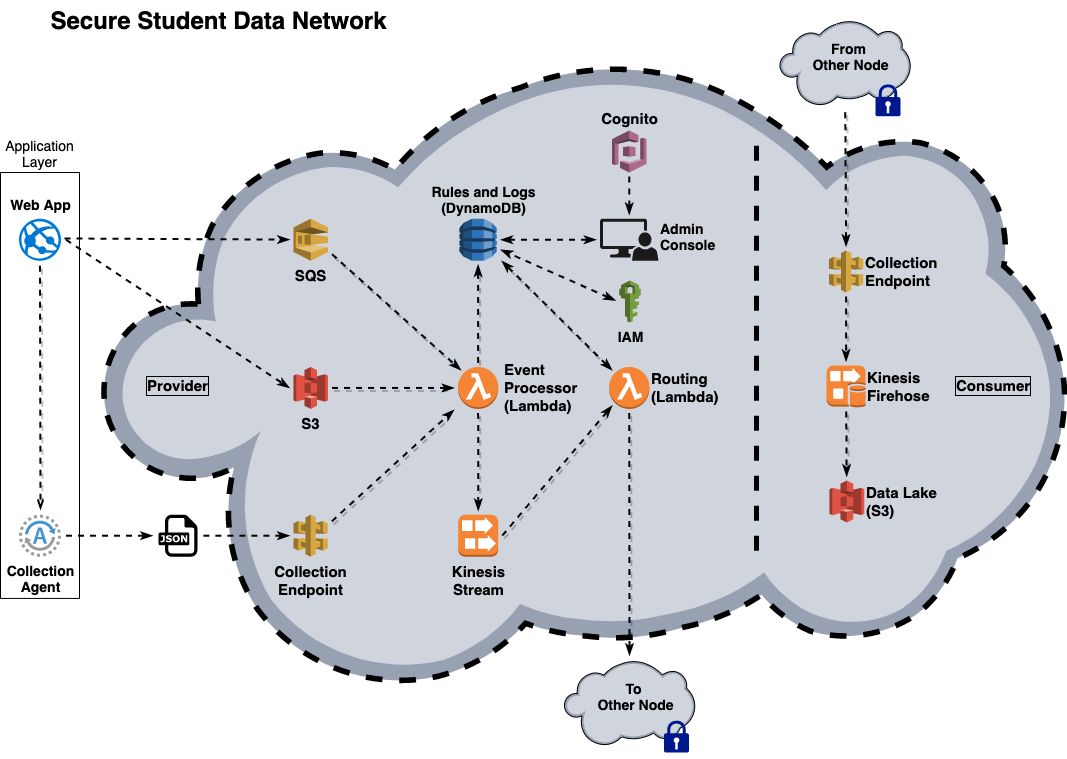 Secure Student Data Network
From
Other Node
Application
Layer
Web App
Cognito
Rules and Logs
(DynamoDB)
Admin
Console
SQS
IAM
Collection
Endpoint
Provider
S3
Event
Processor
(Lambda)
Routing
(Lambda)
Kinesis
Firehose
Consumer
Data Lake
(S3)
A
JSON
Collection
Agent
Collection
Endpoint
Kinesis
Stream
To
Other Node